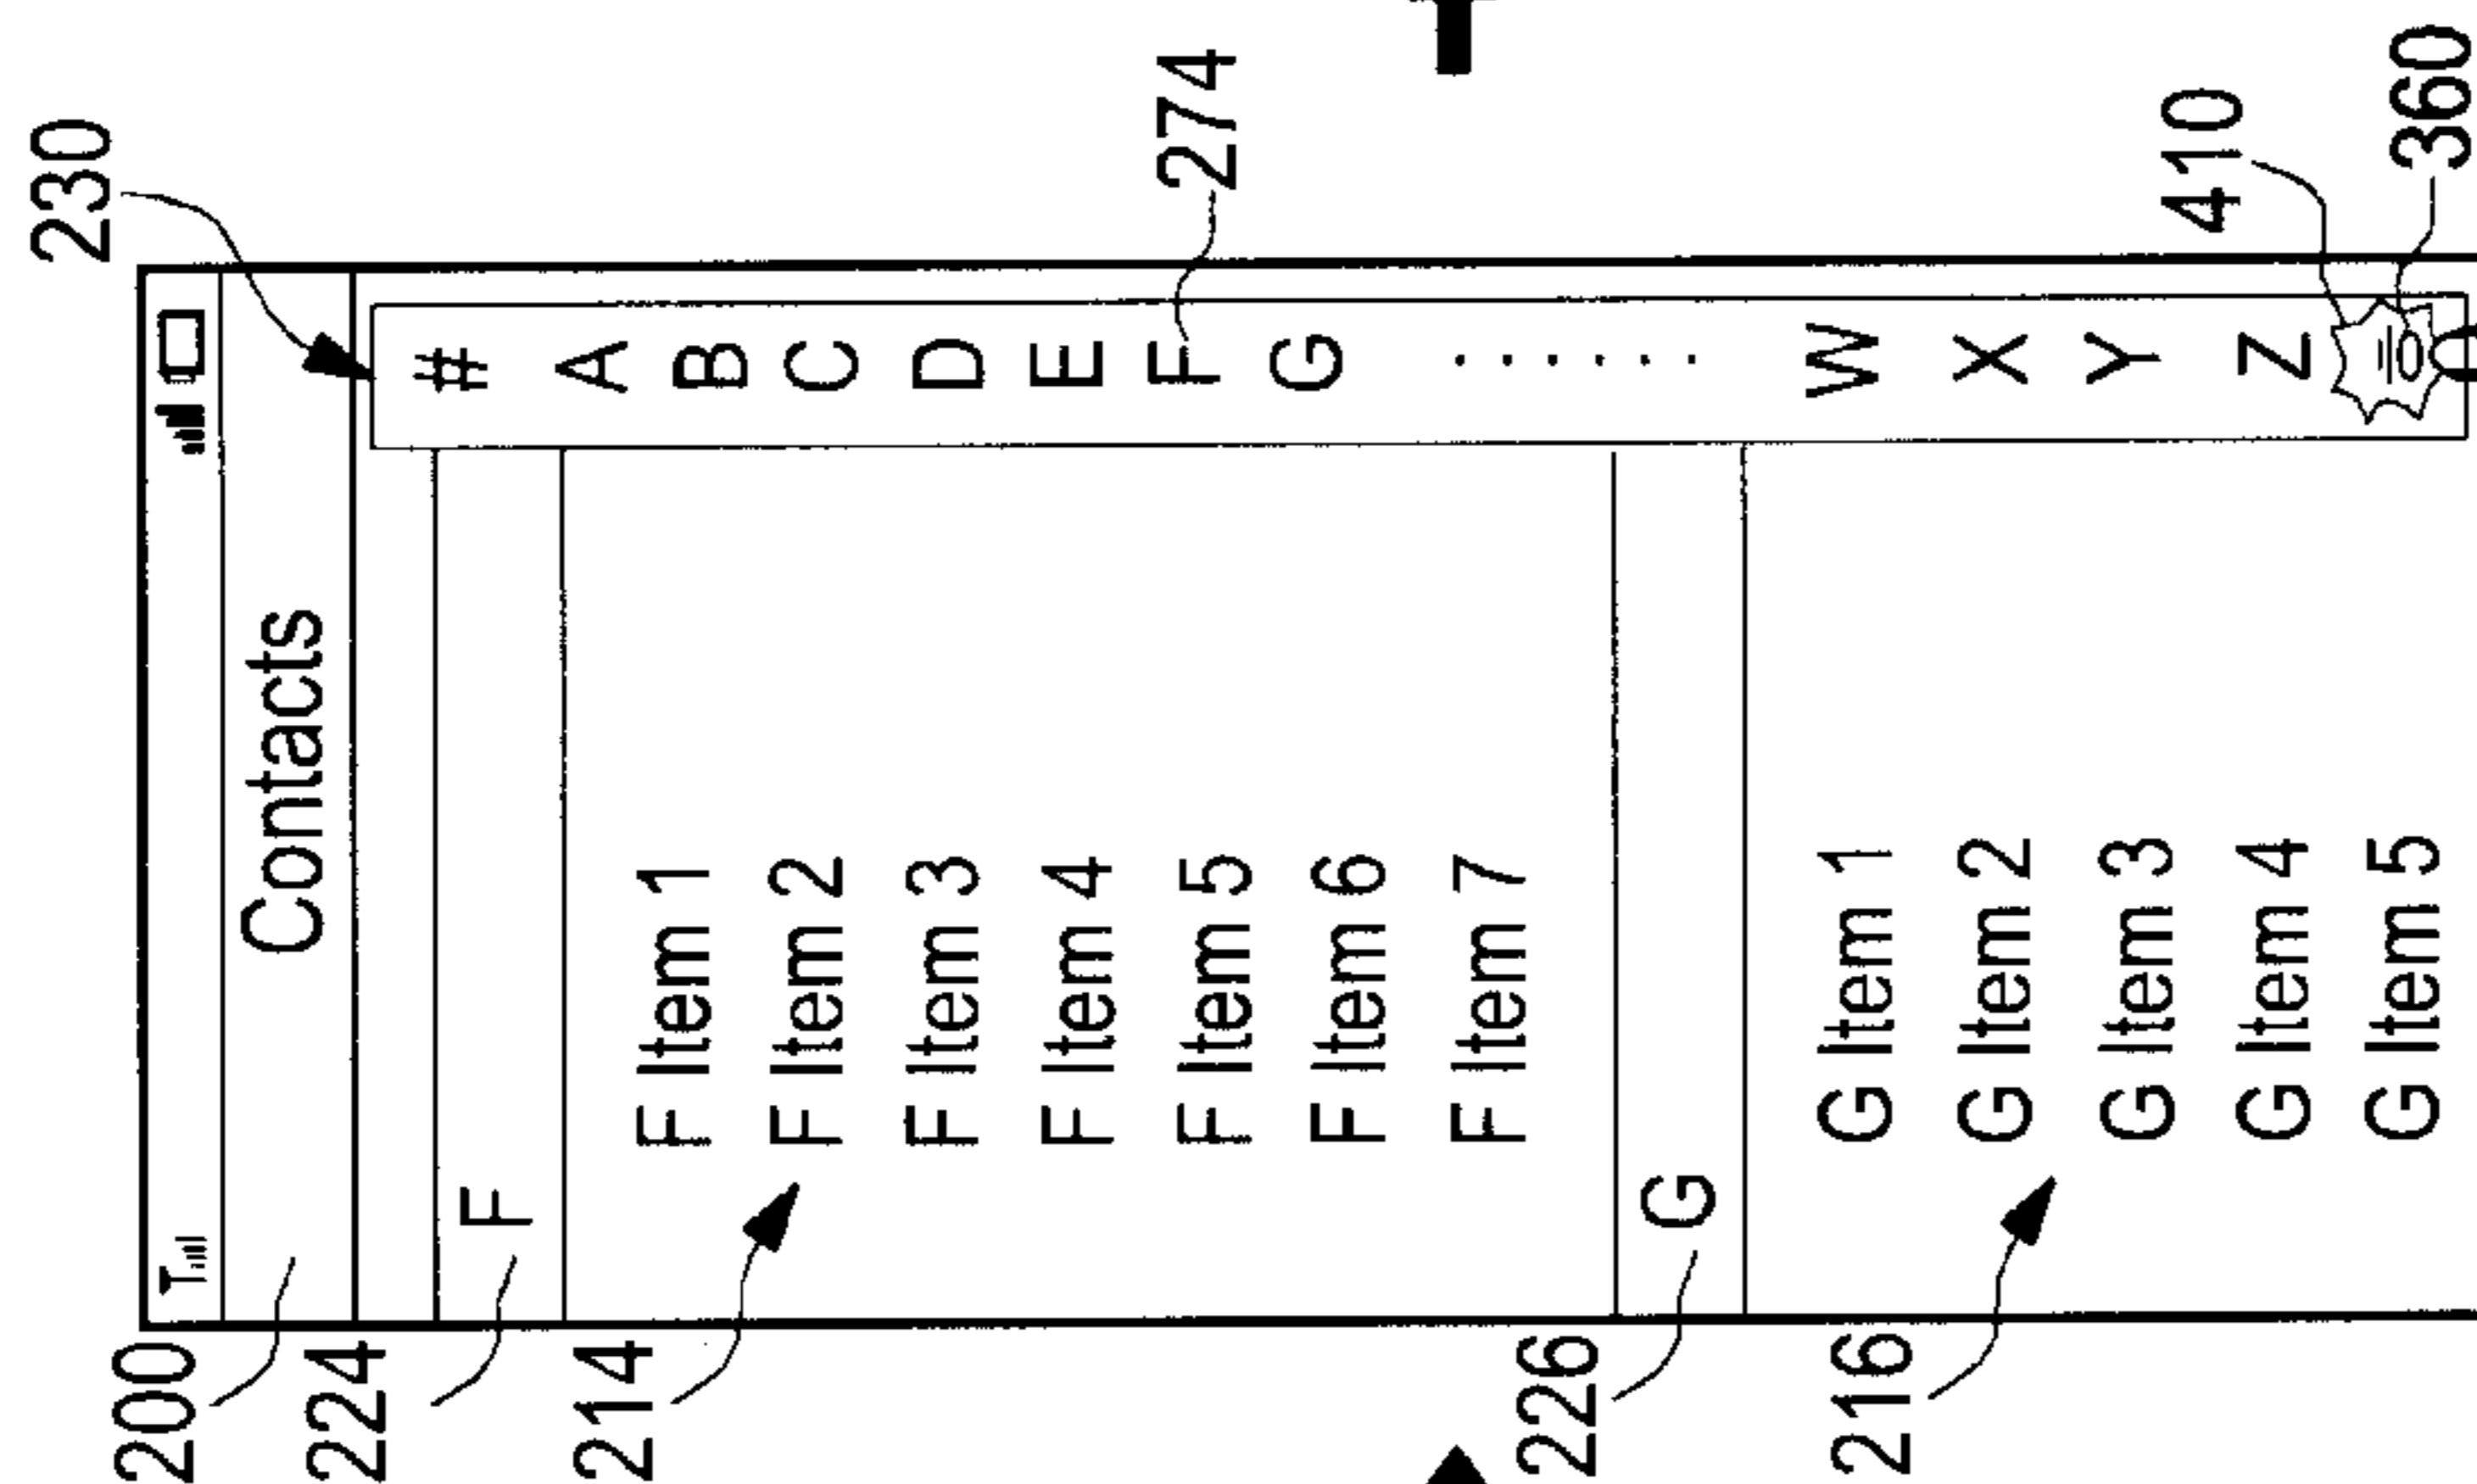 230
Contacts
200
#
224
F
A
F Item 1
B
214
F Item 2
C
F Item 3
D
F Item 4
E
F Item 5
F
274
F Item 6
G
F Item 7
......
226
G
G Item 1
W
216
G Item 2
X
G Item 3
Y
G Item 4
Z
410
G Item 5
360